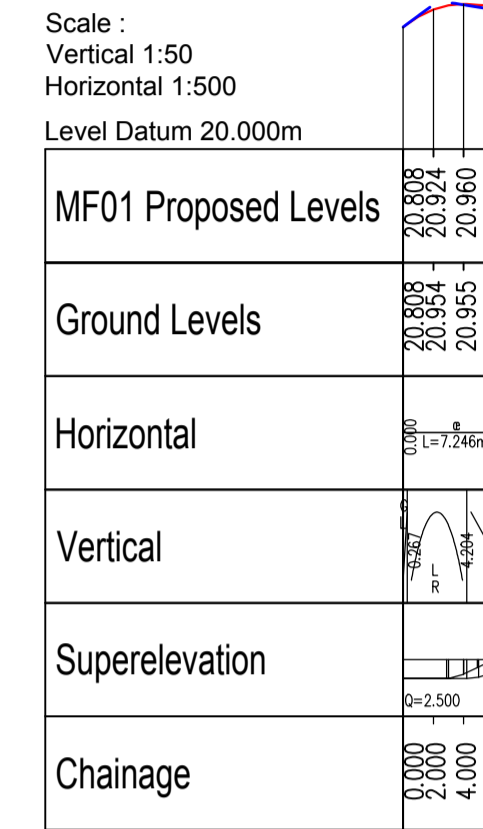 Scale :
Vertical 1:50
Horizontal 1:500
Level Datum 20.000m
MF01 Proposed Levels 20.808 20.924 20.960
Ground Levels 20.808 20.954 20.955
Horizontal 0.000 L=7.246m
Vertical 0.267 L R 4.204
Superelevation Q=2.500
Chainage 0.000 2.000 4.000